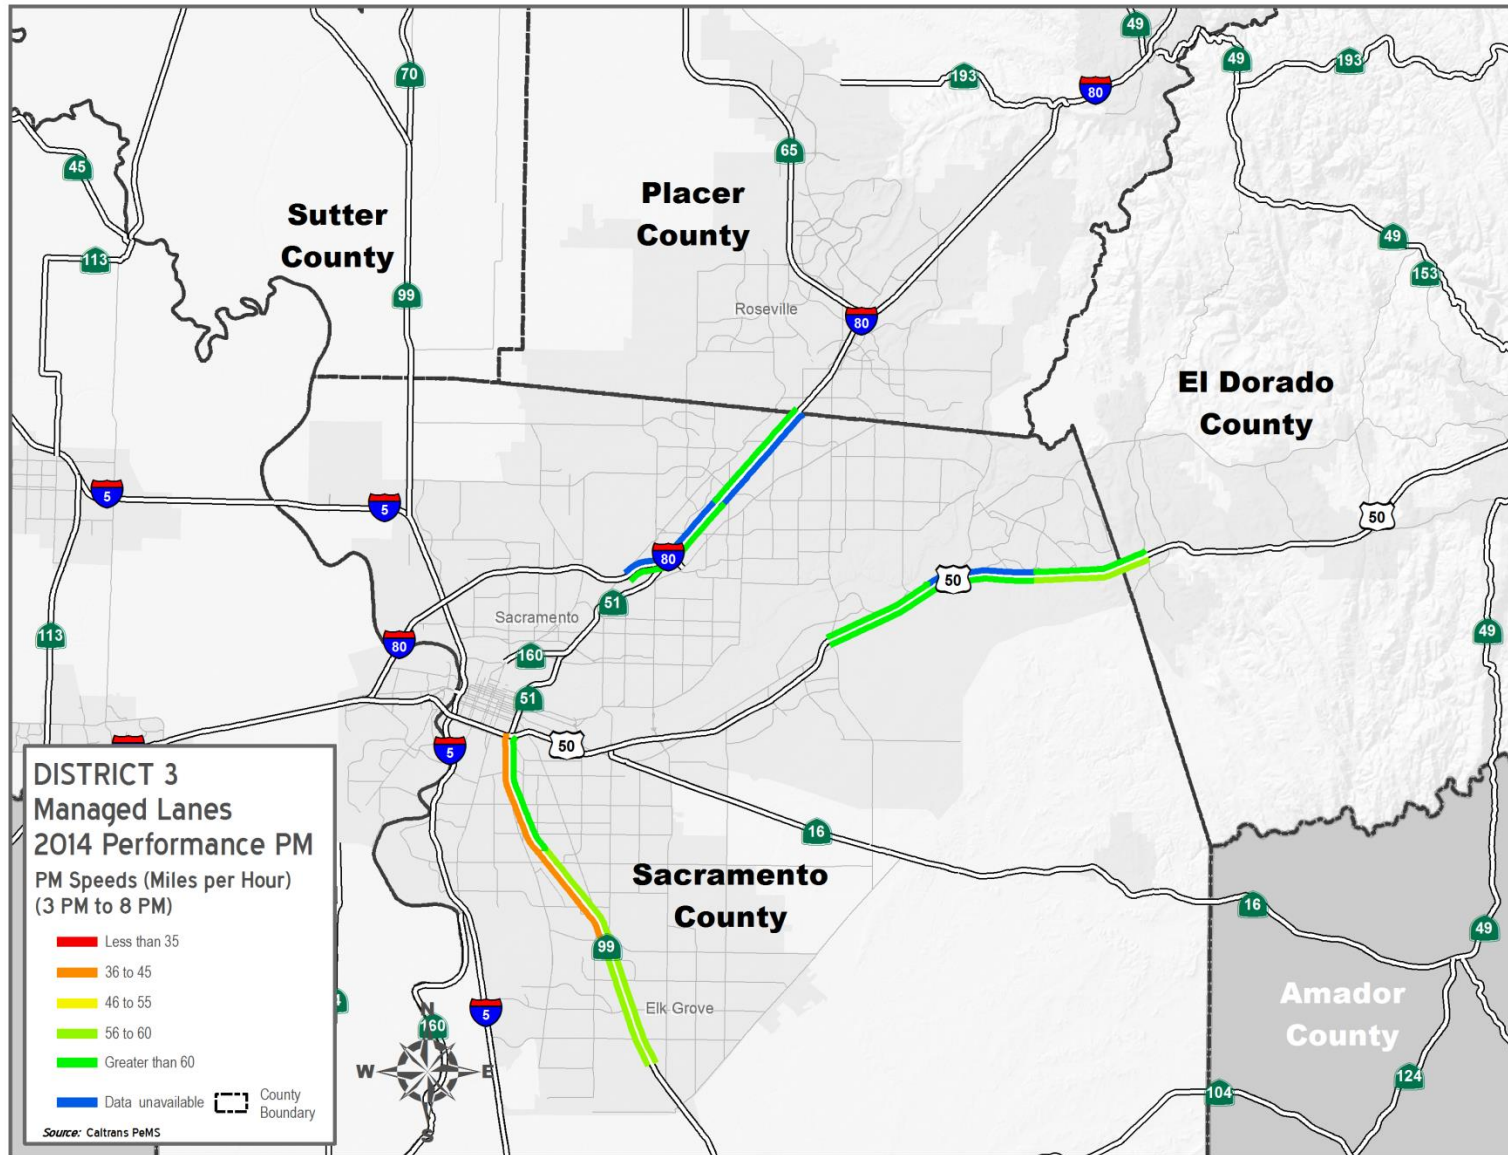 49
70
193
49
193
80
65
45
Placer
County
Sutter
County
113
49
153
99
Roseville
80
El Dorado
County
5
5
50
80
50
51
Sacramento
113
80
160
49
51
5
50
DISTRICT 3
Managed Lanes
2014 Performance PM
PM Speeds (Miles per Hour)
(3 PM to 8 PM)
Less than 35
36 to 45
46 to 55
56 to 60
Greater than 60
Data unavailable
County
Boundary
Source: Caltrans PeMS
16
Sacramento
County
16
49
99
Elk Grove
Amador
County
5
160
N
W
E
S
124
104